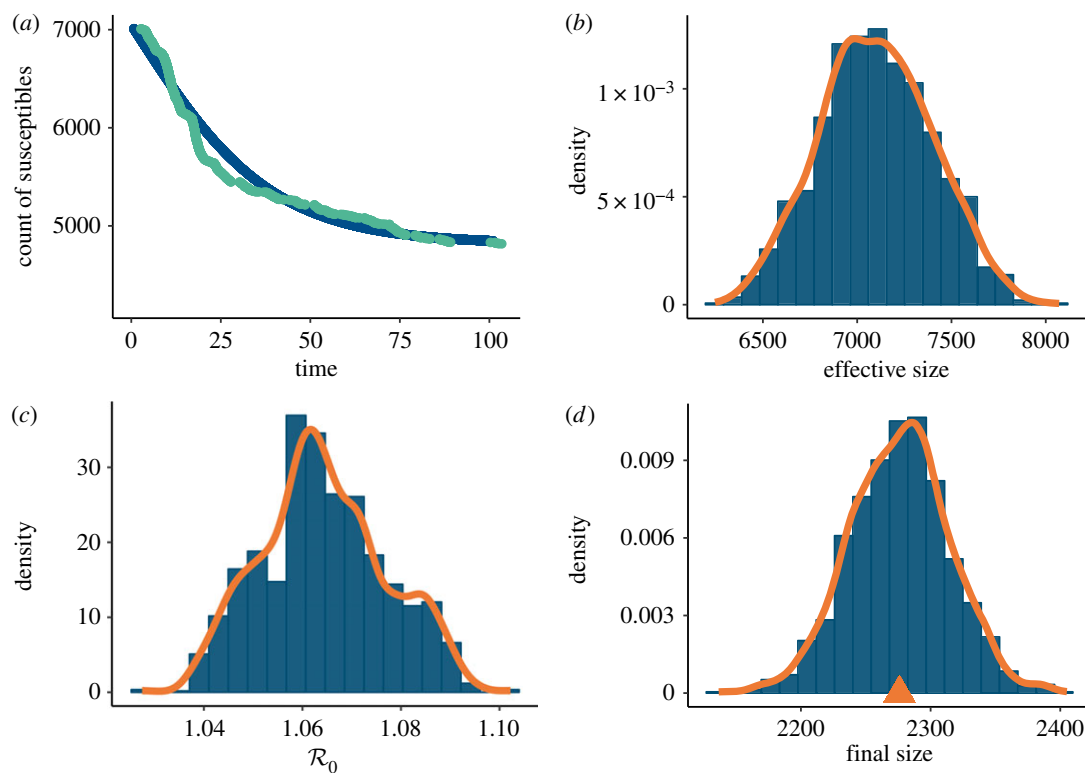 (a)
7000
6000
5000
count of susceptibles
0
25
50
75
100
time
(b)
1 × 10⁻³
5 × 10⁻⁴
0
density
6500
7000
7500
8000
effective size
(c)
30
20
10
0
density
1.04
1.06
1.08
1.10
ℛ₀
(d)
0.009
0.006
0.003
0
density
2200
2300
2400
final size